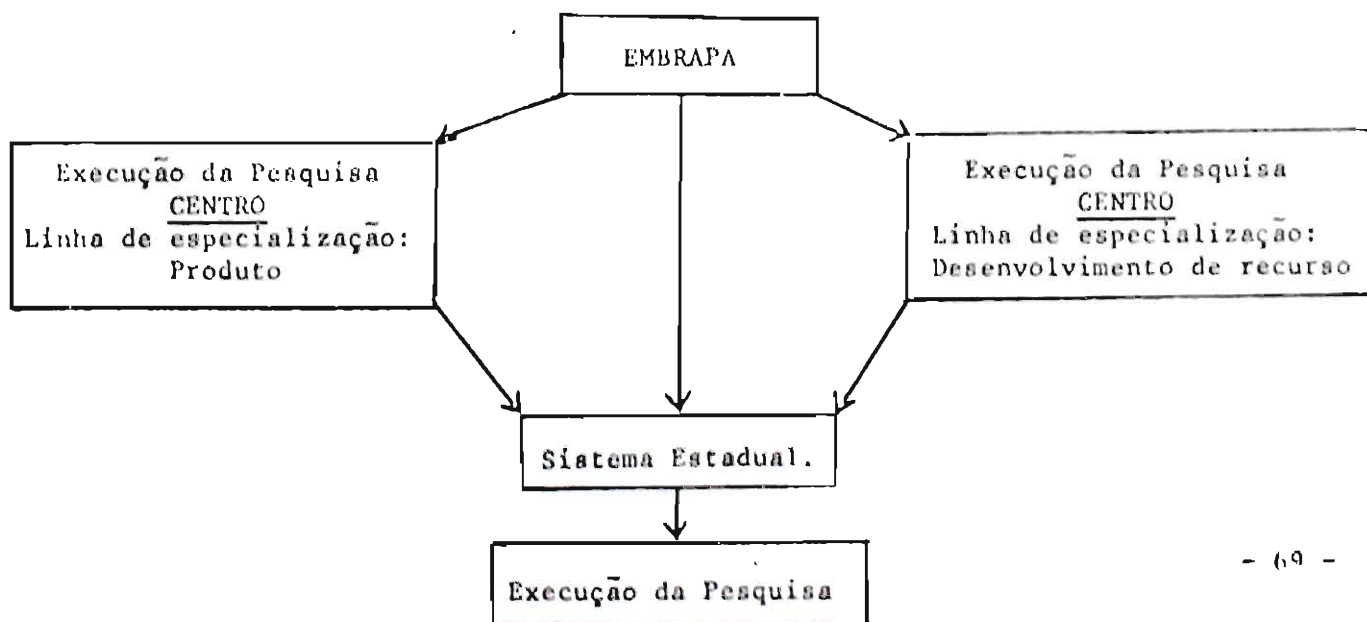 EMBRAPA
Execução da Pesquisa
CENTRO
Linha de especialização:
Produto
Execução da Pesquisa
CENTRO
Linha de especialização:
Desenvolvimento de recurso
Sistema Estadual.
Execução da Pesquisa
- 69 -